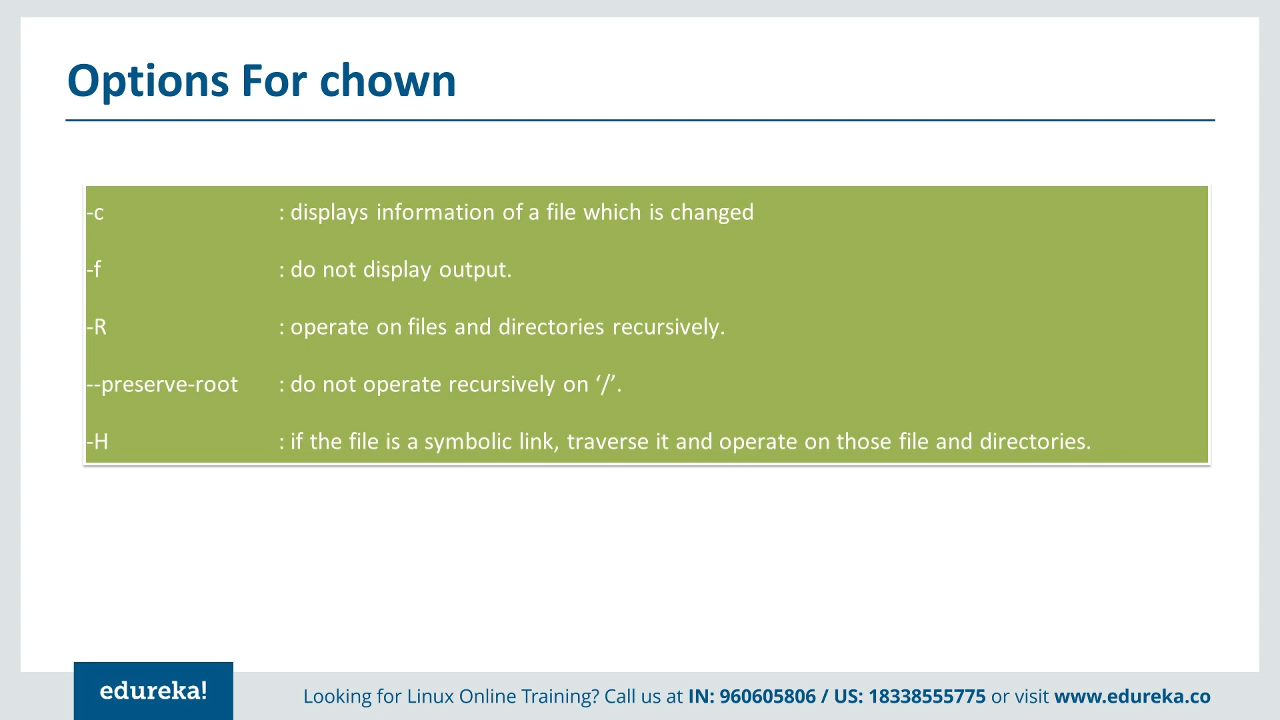 Options For chown
-c : displays information of a file which is changed
-f : do not display output.
-R : operate on files and directories recursively.
--preserve-root : do not operate recursively on ‘/’.
-H : if the file is a symbolic link, traverse it and operate on those file and directories.
edureka!
Looking for Linux Online Training? Call us at IN: 960605806 / US: 18338555775 or visit www.edureka.co